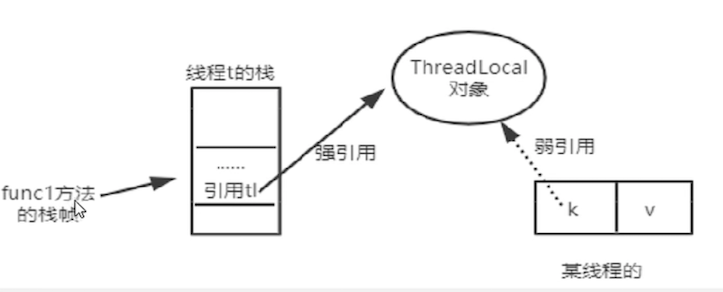 线程t的栈
ThreadLocal
对象
强引用
弱引用
......
引用tl
func1方法
的栈帧
k
v
某线程的